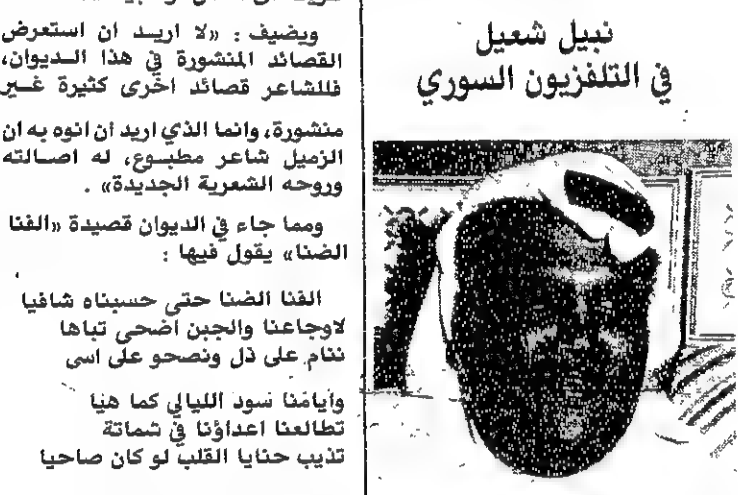 ويضيف : «لا اريد ان استعرض
القصائد المنشورة في هذا الديوان،
فللشاعر قصائد اخرى كثيرة غير
منشورة، وانما الذي اريد ان انوه به ان
الزميل شاعر مطبوع، له اصالته
وروحه الشعرية الجديدة» .
ومما جاء في الديوان قصيدة «الفنا
الضنا» يقول فيها :
الفنا الضنا حتى حسبناه شافيا
لاوجاعنا والجبن اضحى تباها
ننام على ذل ونصحو على اسى
وايامنا سود الليالي كما هيا
تطالعنا اعداؤنا في شماتة
تذيب حنايا القلب لو كان صاحيا
نبيل شعيل
في التلفزيون السوري